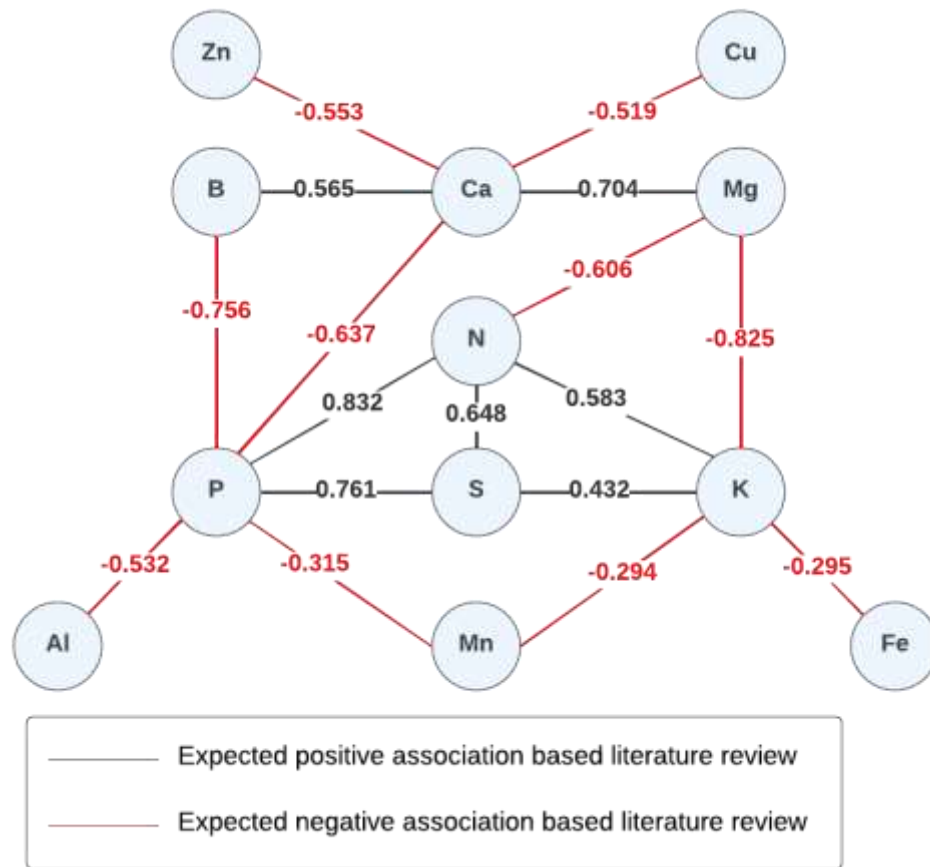 Zn
Cu
-0.553
-0.519
B
0.565
Ca
0.704
Mg
-0.606
-0.756
-0.637
N
-0.825
0.832
0.648
0.583
P
0.761
S
0.432
K
-0.532
-0.315
-0.294
-0.295
Al
Mn
Fe
Expected positive association based literature review
Expected negative association based literature review